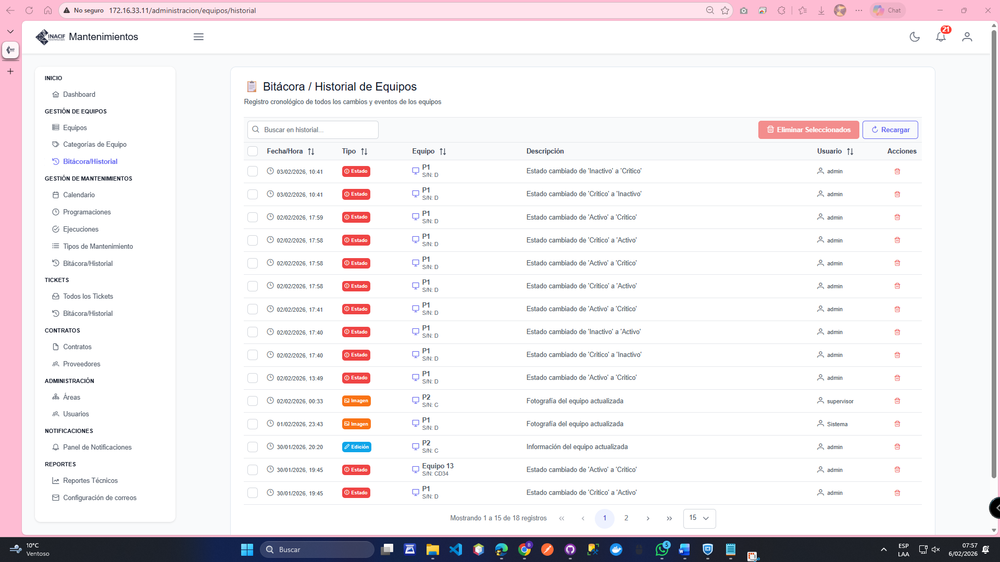 No seguro 172.16.33.11/administracion/equipos/historial
Chat
INACIF Mantenimientos
21
INICIO
Dashboard
GESTIÓN DE EQUIPOS
Equipos
Categorías de Equipo
Bitácora/Historial
GESTIÓN DE MANTENIMIENTOS
Calendario
Programaciones
Ejecuciones
Tipos de Mantenimiento
Bitácora/Historial
TICKETS
Todos los Tickets
Bitácora/Historial
CONTRATOS
Contratos
Proveedores
ADMINISTRACIÓN
Áreas
Usuarios
NOTIFICACIONES
Panel de Notificaciones
REPORTES
Reportes Técnicos
Configuración de correos
Bitácora / Historial de Equipos
Registro cronológico de todos los cambios y eventos de los equipos
Buscar en historial... Eliminar Seleccionados Recargar
Fecha/Hora Tipo Equipo Descripción Usuario Acciones
03/02/2026, 10:41 Estado P1 S/N: D Estado cambiado de 'Inactivo' a 'Critico' admin
03/02/2026, 10:41 Estado P1 S/N: D Estado cambiado de 'Critico' a 'Inactivo' admin
02/02/2026, 17:59 Estado P1 S/N: D Estado cambiado de 'Activo' a 'Critico' admin
02/02/2026, 17:58 Estado P1 S/N: D Estado cambiado de 'Critico' a 'Activo' admin
02/02/2026, 17:58 Estado P1 S/N: D Estado cambiado de 'Activo' a 'Critico' admin
02/02/2026, 17:58 Estado P1 S/N: D Estado cambiado de 'Critico' a 'Activo' admin
02/02/2026, 17:41 Estado P1 S/N: D Estado cambiado de 'Activo' a 'Critico' admin
02/02/2026, 17:40 Estado P1 S/N: D Estado cambiado de 'Inactivo' a 'Activo' admin
02/02/2026, 17:40 Estado P1 S/N: D Estado cambiado de 'Critico' a 'Inactivo' admin
02/02/2026, 13:49 Estado P1 S/N: D Estado cambiado de 'Activo' a 'Critico' admin
02/02/2026, 00:33 Imagen P2 S/N: C Fotografía del equipo actualizada supervisor
01/02/2026, 23:43 Imagen P1 S/N: D Fotografía del equipo actualizada Sistema
30/01/2026, 20:20 Edición P2 S/N: C Información del equipo actualizada admin
30/01/2026, 19:45 Estado Equipo 13 S/N: CD34 Estado cambiado de 'Activo' a 'Critico' admin
30/01/2026, 19:45 Estado P1 S/N: D Estado cambiado de 'Critico' a 'Activo' admin
Mostrando 1 a 15 de 18 registros « ‹ 1 2 › » 15
10°C
Ventoso
Buscar
B
5
ESP
LAA
07:57
6/02/2026